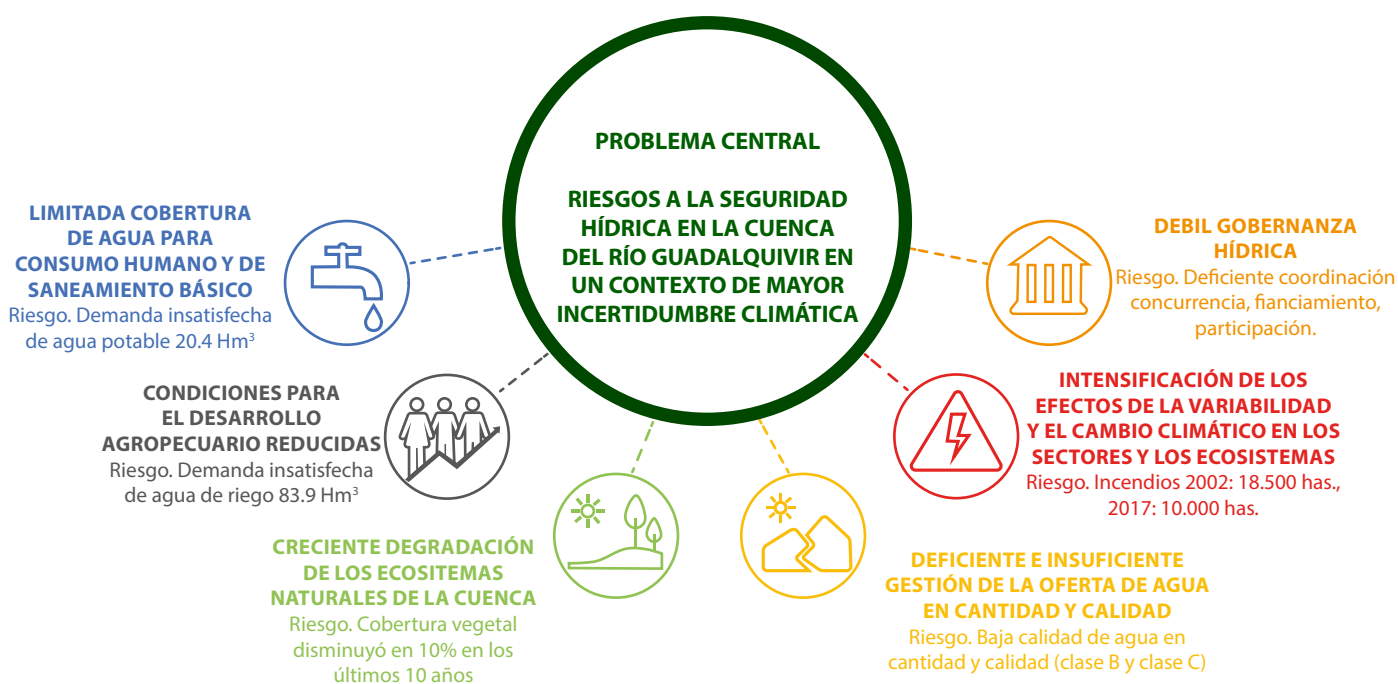 PROBLEMA CENTRAL
RIESGOS A LA SEGURIDAD
HÍDRICA EN LA CUENCA
DEL RÍO GUADALQUIVIR EN
UN CONTEXTO DE MAYOR
INCERTIDUMBRE CLIMÁTICA
LIMITADA COBERTURA
DE AGUA PARA
CONSUMO HUMANO Y DE
SANEAMIENTO BÁSICO
Riesgo. Demanda insatisfecha
de agua potable 20.4 Hm³
CONDICIONES PARA
EL DESARROLLO
AGROPECUARIO REDUCIDAS
Riesgo. Demanda insatisfecha
de agua de riego 83.9 Hm³
CRECIENTE DEGRADACIÓN
DE LOS ECOSITEMAS
NATURALES DE LA CUENCA
Riesgo. Cobertura vegetal
disminuyó en 10% en los
últimos 10 años
DEFICIENTE E INSUFICIENTE
GESTIÓN DE LA OFERTA DE AGUA
EN CANTIDAD Y CALIDAD
Riesgo. Baja calidad de agua en
cantidad y calidad (clase B y clase C)
INTENSIFICACIÓN DE LOS
EFECTOS DE LA VARIABILIDAD
Y EL CAMBIO CLIMÁTICO EN LOS
SECTORES Y LOS ECOSISTEMAS
Riesgo. Incendios 2002: 18.500 has.,
2017: 10.000 has.
DEBIL GOBERNANZA
HÍDRICA
Riesgo. Deficiente coordinación
concurrencia, fianciamiento,
participación.